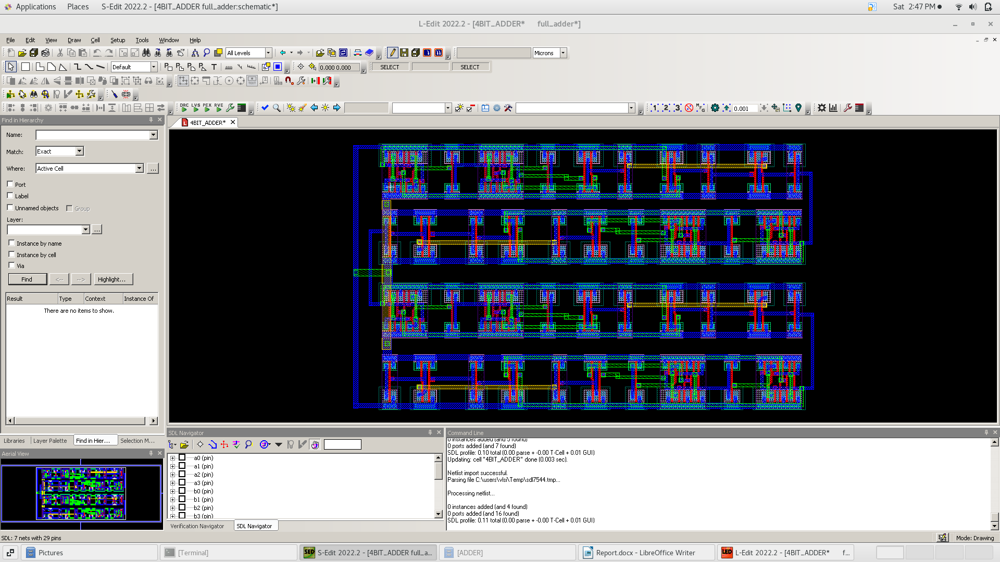 Applications Places S-Edit 2022.2 - [4BIT_ADDER full_adder:schematic*] Sat 2:47 PM
L-Edit 2022.2 - [4BIT_ADDER* full_adder*]
File Edit View Draw Cell Setup Tools Window Help
All Levels Microns
Default 0.000 0.000 SELECT SELECT
DRC LVS PEX RVE 0.001
Find in Hierarchy
4BIT_ADDER*
Name:
Match: Exact
Where: Active Cell ...
Port
Label
Unnamed objects Group
Layer:
...
Instance by name
Instance by cell
Via
Find <-- --> Highlight...
Result Type Context Instance Of
There are no items to show.
Libraries Layer Palette Find in Hier... Selection M...
Aerial View
SDL Navigator
a0 (pin)
a1 (pin)
a2 (pin)
a3 (pin)
b0 (pin)
b1 (pin)
b2 (pin)
b3 (pin)
Verification Navigator SDL Navigator
Command Line
0 instances added (and 5 found)
0 ports added (and 7 found)
SDL profile: 0.10 total (0.00 parse + -0.00 T-Cell + 0.01 GUI)
Updating: cell "4BIT_ADDER" done (0.003 sec).
Netlist import successful.
Parsing file C:\users\vlsi\Temp\sdl7544.tmp...
Processing netlist...
0 instances added (and 4 found)
0 ports added (and 16 found)
SDL profile: 0.11 total (0.00 parse + -0.00 T-Cell + 0.01 GUI)
SDL: 7 nets with 29 pins Mode: Drawing
Pictures [Terminal] S-Edit 2022.2 - [4BIT_ADDER full_a... [ADDER] Report.docx - LibreOffice Writer L-Edit 2022.2 - [4BIT_ADDER* f...